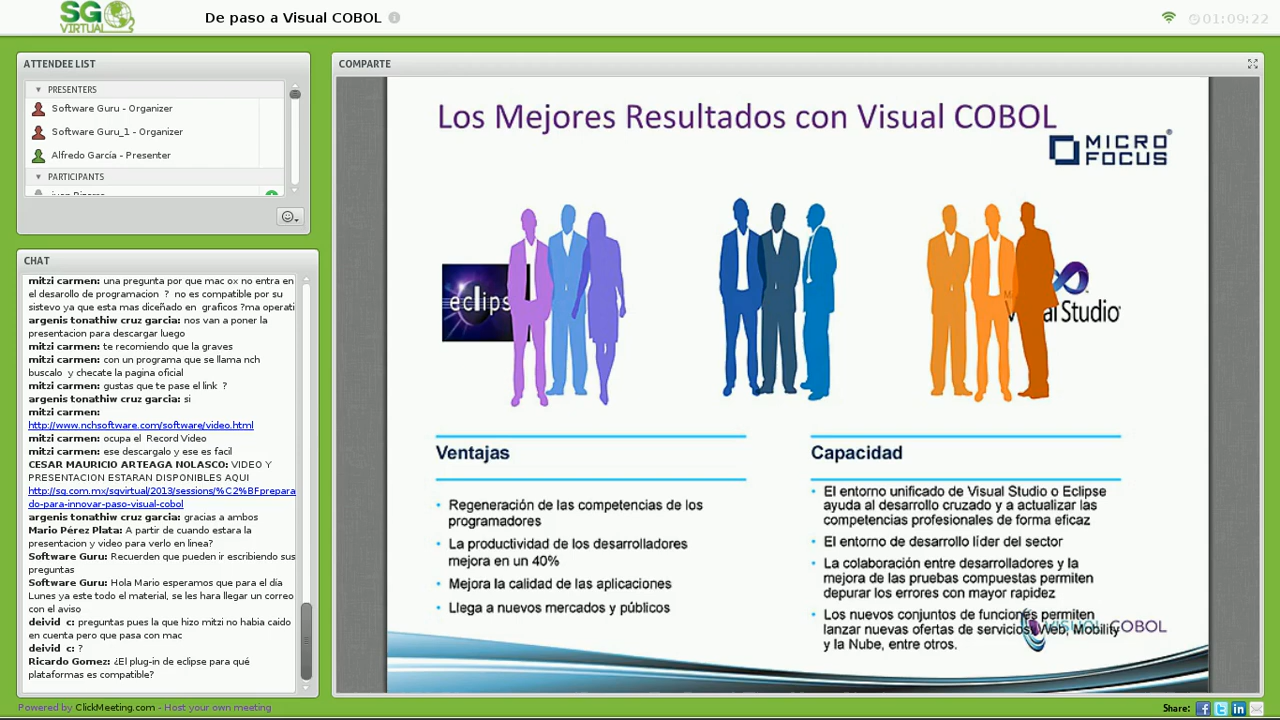 SG
VIRTUAL
De paso a Visual COBOL
01:09:22
ATTENDEE LIST
PRESENTERS
Software Guru - Organizer
Software Guru_1 - Organizer
Alfredo García - Presenter
PARTICIPANTS
CHAT
mitzi carmen: una pregunta por que mac ox no entra en
el desarollo de programacion ? no es compatible por su
sistevo ya que esta mas diceñado en graficos ?ma operati
argenis tonathiw cruz garcia: nos van a poner la
presentacion para descargar luego
mitzi carmen: te recomiendo que la graves
mitzi carmen: con un programa que se llama nch
buscalo y checate la pagina oficial
mitzi carmen: gustas que te pase el link ?
argenis tonathiw cruz garcia: si
mitzi carmen:
http://www.nchsoftware.com/software/video.html
mitzi carmen: ocupa el Record Video
mitzi carmen: ese descargalo y ese es facil
CESAR MAURICIO ARTEAGA NOLASCO: VIDEO Y
PRESENTACION ESTARAN DISPONIBLES AQUI
http://sg.com.mx/sgvirtual/2013/sessions/%C2%BFprepara
do-para-innovar-paso-visual-cobol
argenis tonathiw cruz garcia: gracias a ambos
Mario Pérez Plata: A partir de cuando estara la
presentacion y video para verlo en linea?
Software Guru: Recuerden que pueden ir escribiendo sus
preguntas
Software Guru: Hola Mario esperamos que para el día
Lunes ya este todo el material, se les hara llegar un correo
con el aviso
deivid c: preguntas pues la que hizo mitzi no habia caido
en cuenta pero que pasa con mac
deivid c: ?
Ricardo Gomez: ¿El plug-in de eclipse para qué
plataformas es compatible?
COMPARTE
Los Mejores Resultados con Visual COBOL
MICRO
FOCUS
eclips
Studio
Ventajas
Regeneración de las competencias de los
programadores
La productividad de los desarrolladores
mejora en un 40%
Mejora la calidad de las aplicaciones
Llega a nuevos mercados y públicos
Capacidad
El entorno unificado de Visual Studio o Eclipse
ayuda al desarrollo cruzado y a actualizar las
competencias profesionales de forma eficaz
El entorno de desarrollo líder del sector
La colaboración entre desarrolladores y la
mejora de las pruebas compuestas permiten
depurar los errores con mayor rapidez
Los nuevos conjuntos de funciones permiten
lanzar nuevas ofertas de servicios: Web, Mobility
y la Nube, entre otros.
VISUAL COBOL
Powered by ClickMeeting.com - Host your own meeting
Share: